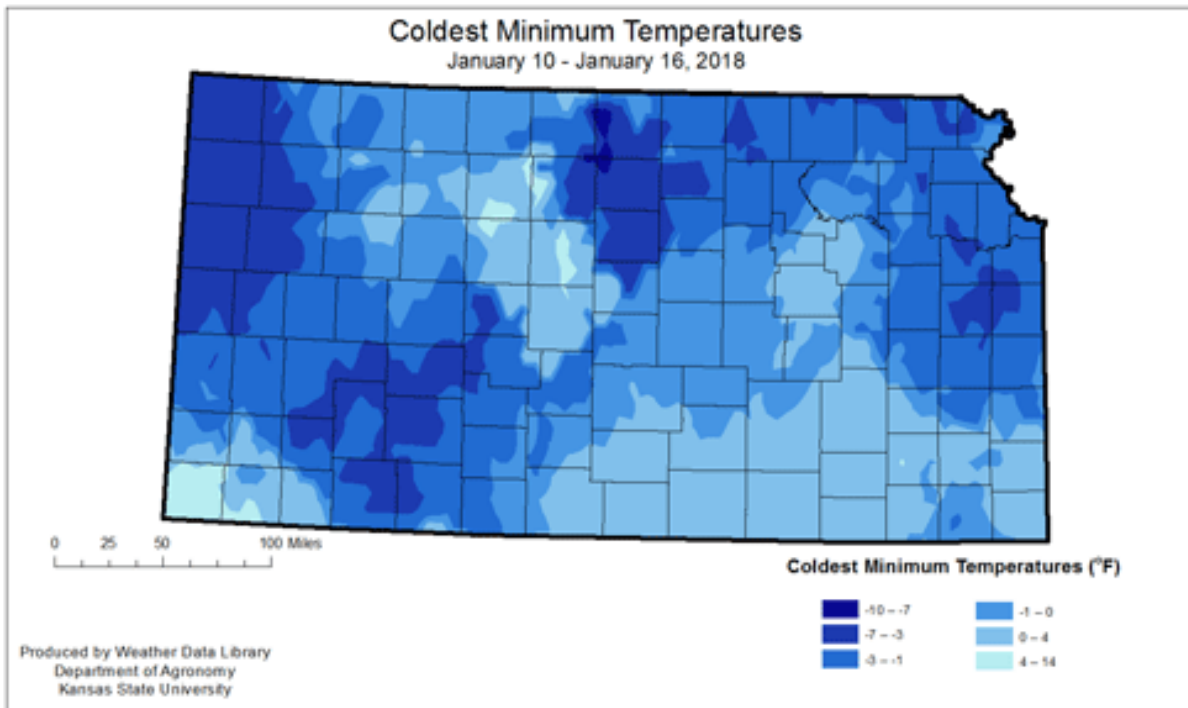 Coldest Minimum Temperatures
January 10 - January 16, 2018
0 25 50 100 Miles
Coldest Minimum Temperatures (°F)
-10 – -7
-7 – -3
-3 – -1
-1 – 0
0 – 4
4 – 14
Produced by Weather Data Library
Department of Agronomy
Kansas State University